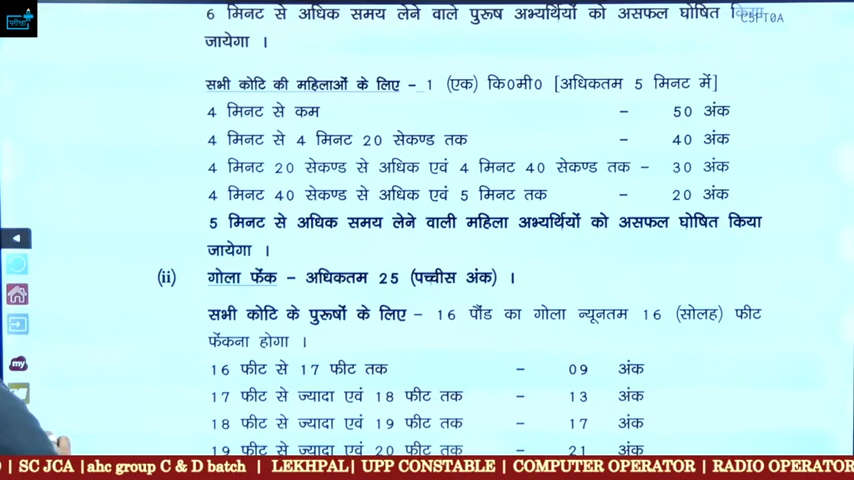 परीक्षा
6 मिनट से अधिक समय लेने वाले पुरूष अभ्यर्थियों को असफल घोषित किया
C5PT0A
जायेगा ।
सभी कोटि की महिलाओं के लिए – 1 (एक) कि0मी0 [अधिकतम 5 मिनट में]
4 मिनट से कम – 50 अंक
4 मिनट से 4 मिनट 20 सेकण्ड तक – 40 अंक
4 मिनट 20 सेकण्ड से अधिक एवं 4 मिनट 40 सेकण्ड तक – 30 अंक
4 मिनट 40 सेकण्ड से अधिक एवं 5 मिनट तक – 20 अंक
5 मिनट से अधिक समय लेने वाली महिला अभ्यर्थियों को असफल घोषित किया
जायेगा ।
(ii) गोला फेंक – अधिकतम 25 (पच्चीस अंक) ।
सभी कोटि के पुरूषों के लिए – 16 पौंड का गोला न्यूनतम 16 (सोलह) फीट
फेंकना होगा ।
16 फीट से 17 फीट तक – 09 अंक
17 फीट से ज्यादा एवं 18 फीट तक – 13 अंक
18 फीट से ज्यादा एवं 19 फीट तक – 17 अंक
19 फीट से ज्यादा एवं 20 फीट तक – 21 अंक
my
| SC JCA |ahc group C & D batch | LEKHPAL| UPP CONSTABLE | COMPUTER OPERATOR | RADIO OPERATOR